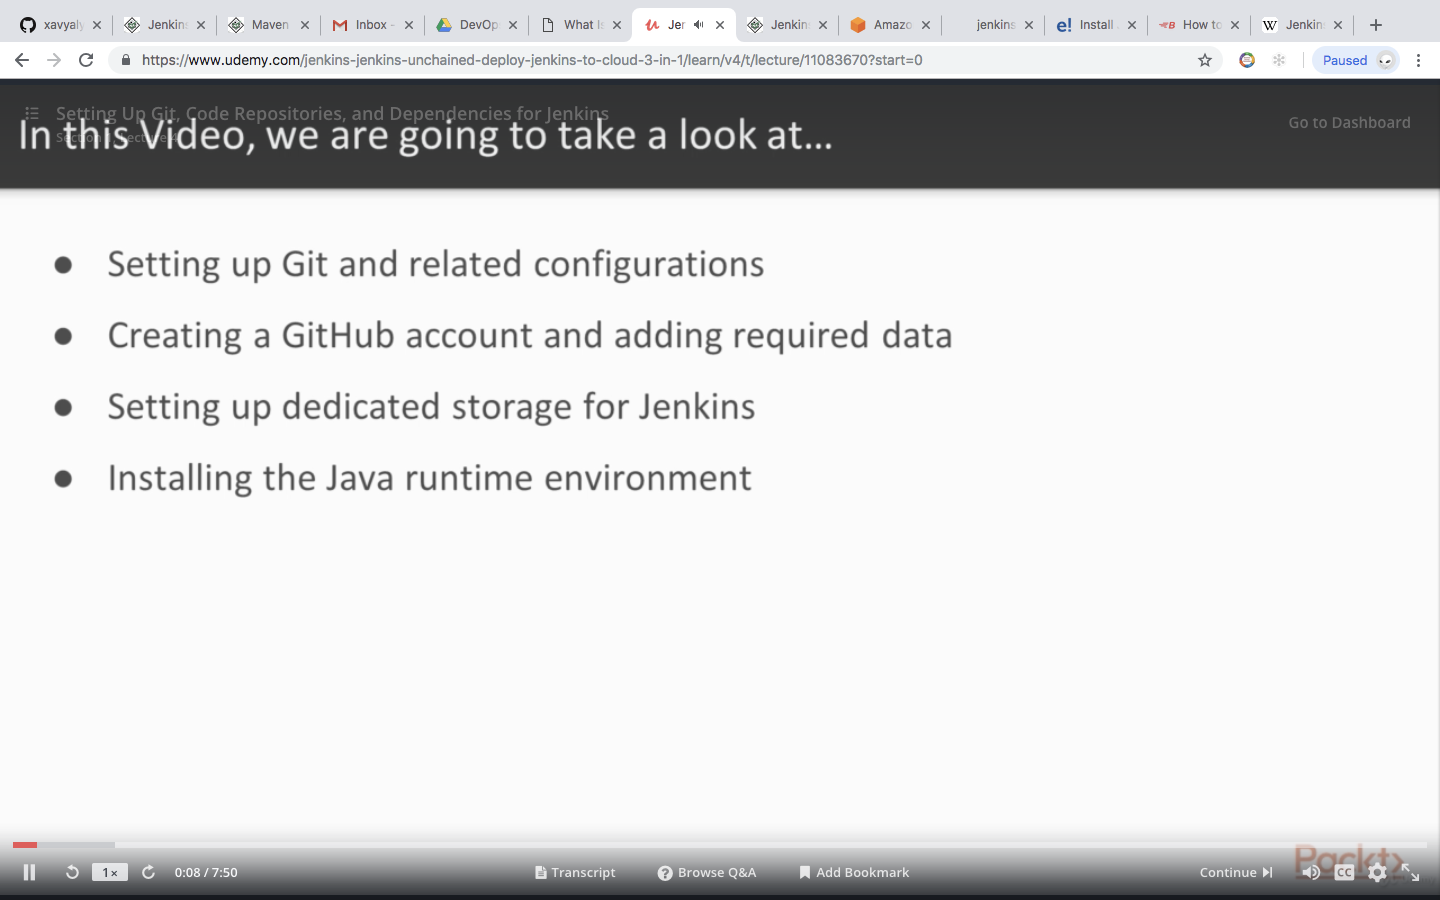 xavyaly
Jenkins
Maven
Inbox -
DevOp
What Is
Jer
Jenkins
Amazo
jenkins
Install
How to
Jenkins
https://www.udemy.com/jenkins-jenkins-unchained-deploy-jenkins-to-cloud-3-in-1/learn/v4/t/lecture/11083670?start=0
Paused
Setting Up Git, Code Repositories, and Dependencies for Jenkins
Go to Dashboard
In this Video, we are going to take a look at...
● Setting up Git and related configurations
● Creating a GitHub account and adding required data
● Setting up dedicated storage for Jenkins
● Installing the Java runtime environment
Packt
1×
0:08 / 7:50
Transcript
Browse Q&A
Add Bookmark
Continue
CC